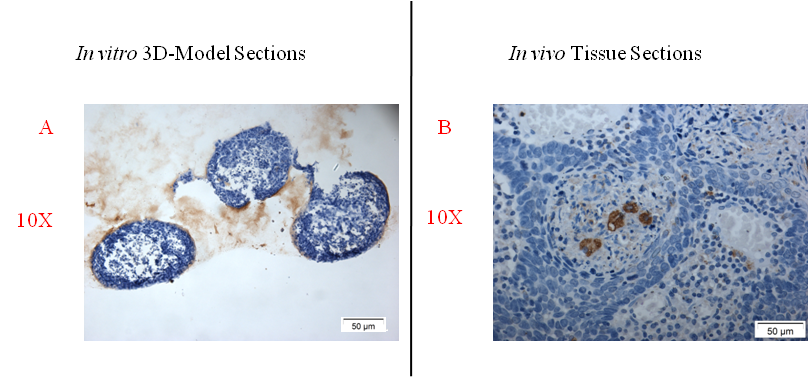 In vitro 3D-Model Sections
In vivo Tissue Sections
A
B
10X
10X
50 µm
50 µm